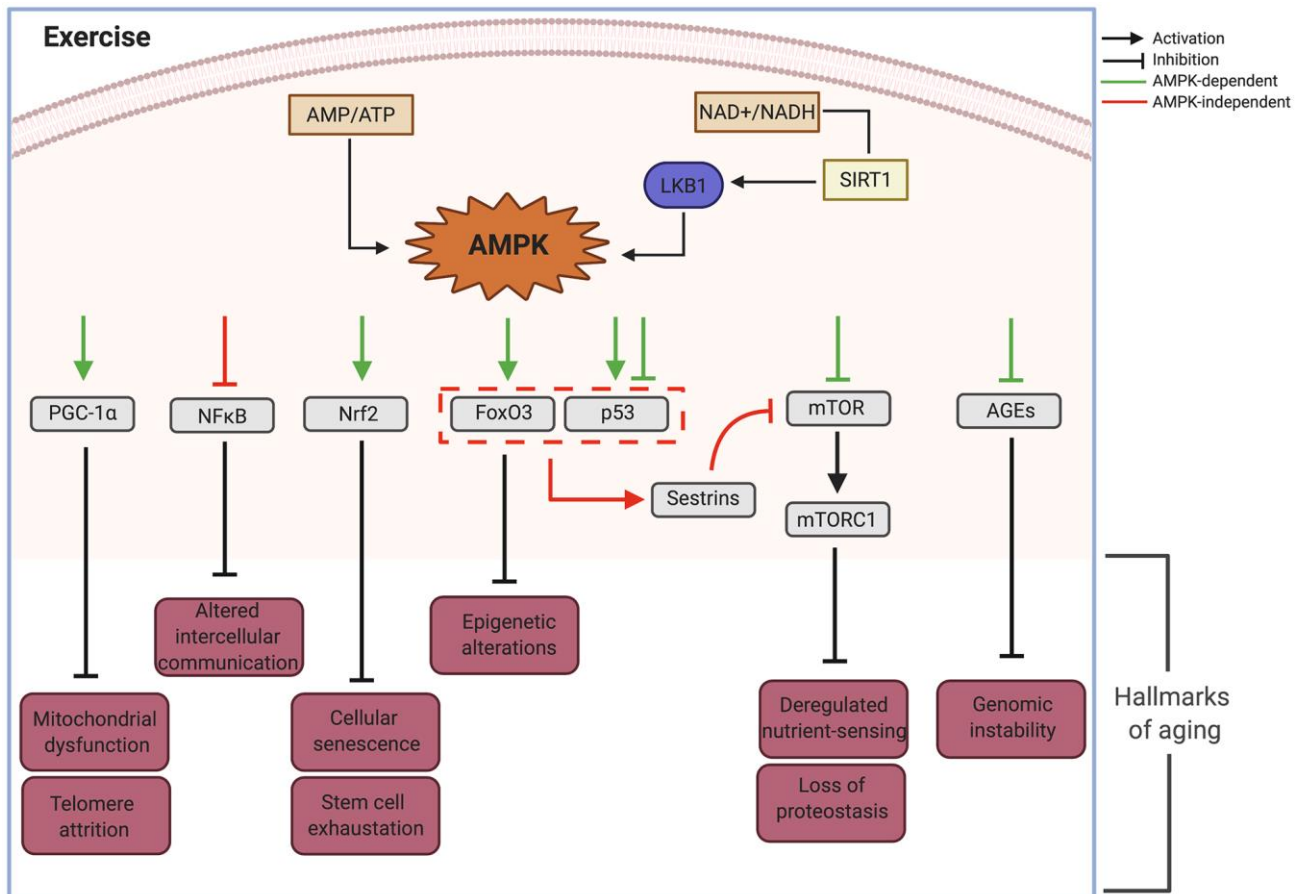 Exercise
Activation
Inhibition
AMPK-dependent
AMPK-independent
AMP/ATP
NAD+/NADH
LKB1
SIRT1
AMPK
PGC-1α
NFκB
Nrf2
FoxO3
p53
mTOR
AGEs
Sestrins
mTORC1
Altered
intercellular
communication
Epigenetic
alterations
Mitochondrial
dysfunction
Cellular
senescence
Deregulated
nutrient-sensing
Genomic
instability
Hallmarks
of aging
Telomere
attrition
Stem cell
exhaustation
Loss of
proteostasis